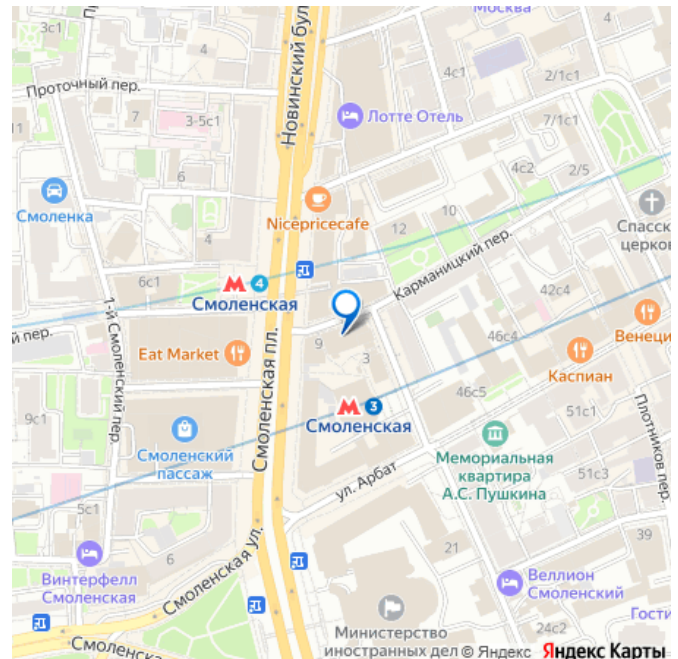 Москва
3с1
4
4с1
2/1с1
Проточный пер.
Новинский бул
7
3-5с1
Лотте Отель
7/1с1
11
4с2
2/5
Смоленка
Nicepricecafe
4
12
10
Спасск
церков
6с1
4
Смоленская
Карманицкий пер.
42с4
й пер.
1-й Смоленский пер.
Eat Market
Смоленская пл.
9
3
46с4
Венеци
Каспиан
3
Смоленская
46с5
51с1
9с1
Смоленский
пассаж
Мемориальная
квартира
А.С. Пушкина
Плотников пер.
ул. Арбат
51с3
5с1
6
Смоленская ул.
21
39
Винтерфелл
Смоленская
Веллион
Смоленский
Гости
24с2
Министерство
иностранных дел
Смоленская
© Яндекс Яндекс Карты